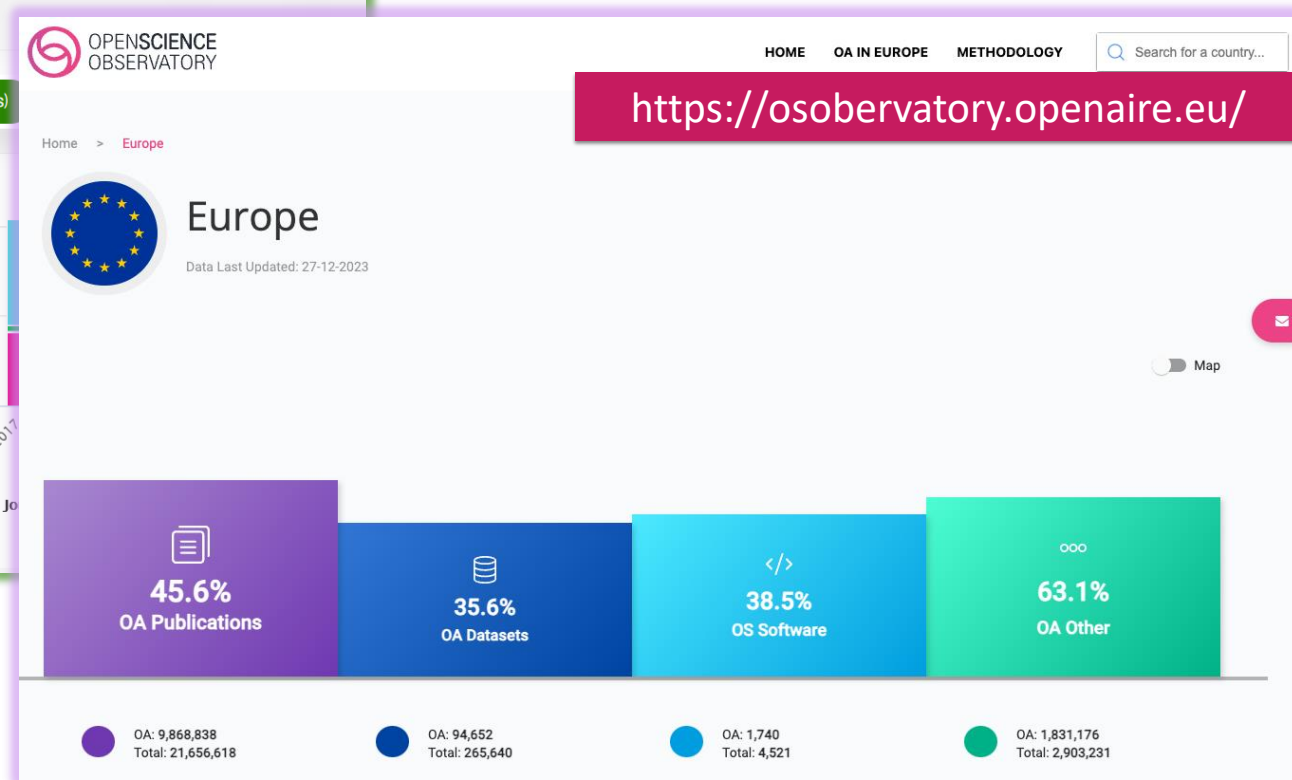 OPENSCIENCE
OBSERVATORY
HOME OA IN EUROPE METHODOLOGY Search for a country...
https://osobervatory.openaire.eu/
Home > Europe
Europe
Data Last Updated: 27-12-2023
Map
45.6%
OA Publications
35.6%
OA Datasets
</>
38.5%
OS Software
63.1%
OA Other
OA: 9,868,838
Total: 21,656,618
OA: 94,652
Total: 265,640
OA: 1,740
Total: 4,521
OA: 1,831,176
Total: 2,903,231
s)
2017
Jo